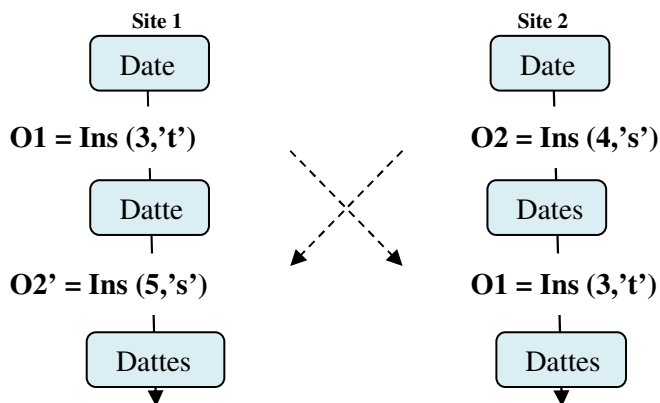 Site 1 Site 2
Date Date
O1 = Ins (3,’t’) O2 = Ins (4,’s’)
Datte Dates
O2’ = Ins (5,’s’) O1 = Ins (3,’t’)
Dattes Dattes